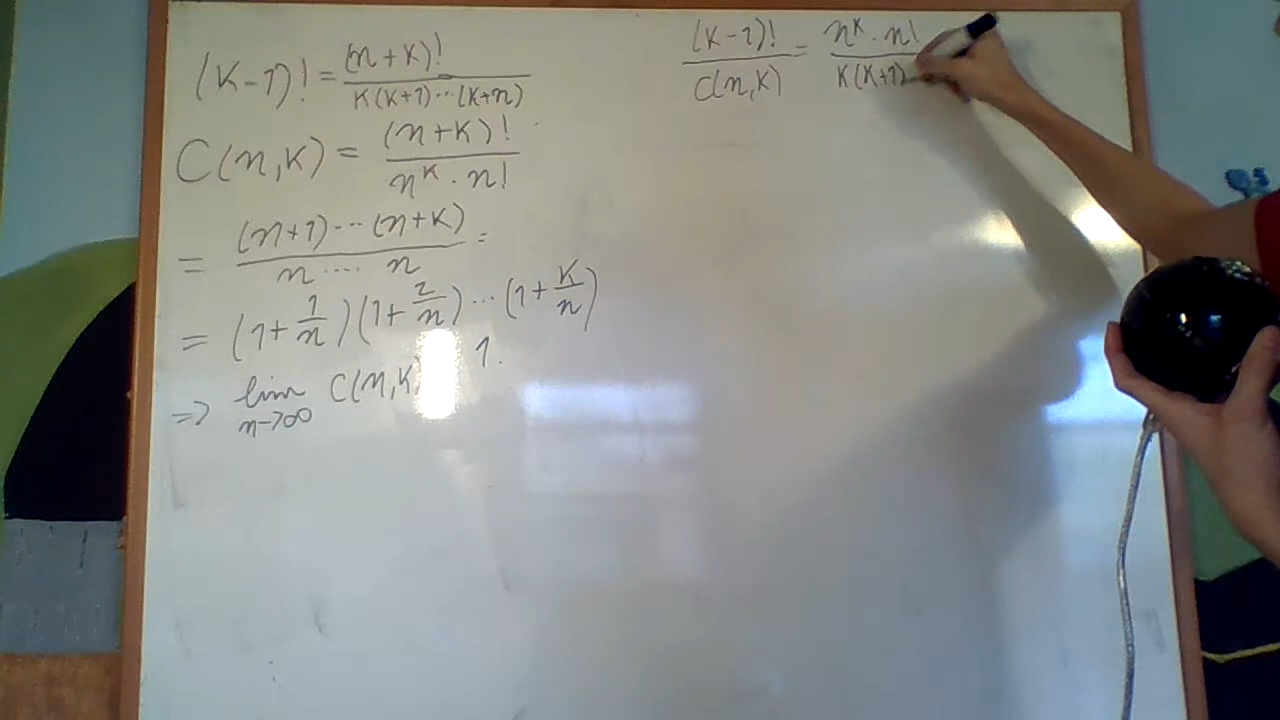 (K-1)! = (n+K)! / K(K+1)...(K+n)
C(n,K) = (n+K)! / n^K · n!
= (n+1)...(n+K) / n....n =
= (1+1/n)(1+2/n)...(1+K/n)
=> lim n->∞ C(n,K) 1.
(K-1)! / C(n,K) = n^K · n! / K(K+1)